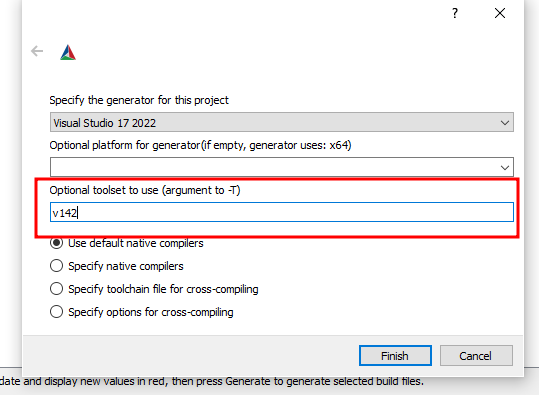 ?
Specify the generator for this project
Visual Studio 17 2022
Optional platform for generator(if empty, generator uses: x64)
Optional toolset to use (argument to -T)
v142
Use default native compilers
Specify native compilers
Specify toolchain file for cross-compiling
Specify options for cross-compiling
Finish Cancel
date and display new values in red, then press Generate to generate selected build files.